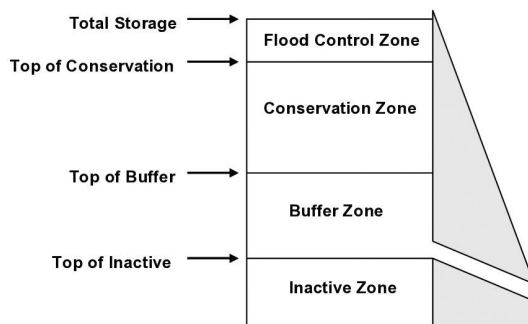 Total Storage
Flood Control Zone
Top of Conservation
Conservation Zone
Top of Buffer
Buffer Zone
Top of Inactive
Inactive Zone